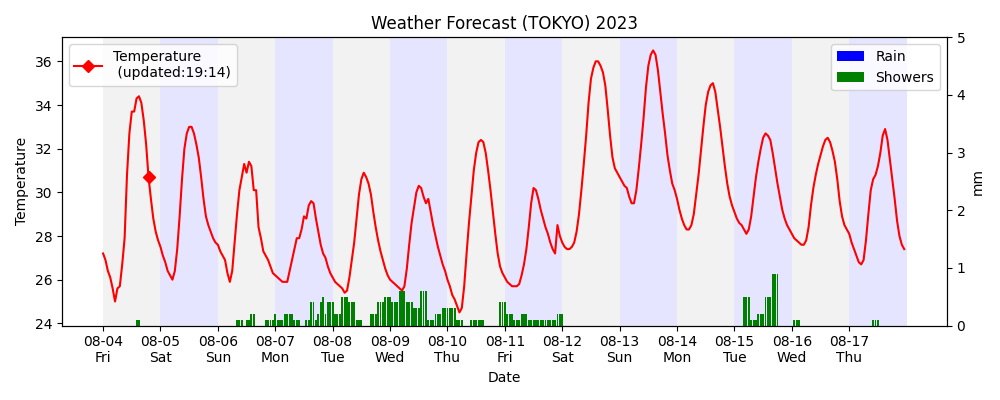 Weather Forecast (TOKYO) 2023
Temperature
(updated:19:14)
Rain
Showers
Temperature
36
34
32
30
28
26
24
5
4
3
2
1
0
mm
08-04 08-05 08-06 08-07 08-08 08-09 08-10 08-11 08-12 08-13 08-14 08-15 08-16 08-17
Fri Sat Sun Mon Tue Wed Thu Fri Sat Sun Mon Tue Wed Thu
Date